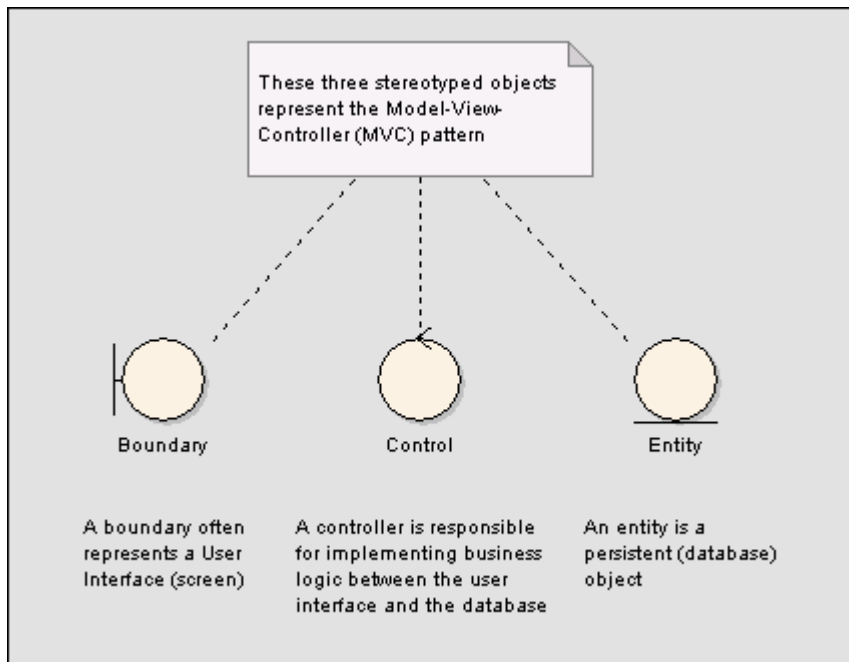 These three stereotyped objects
represent the Model-View-
Controller (MVC) pattern
Boundary
Control
Entity
A boundary often
represents a User
Interface (screen)
A controller is responsible
for implementing business
logic between the user
interface and the database
An entity is a
persistent (database)
object